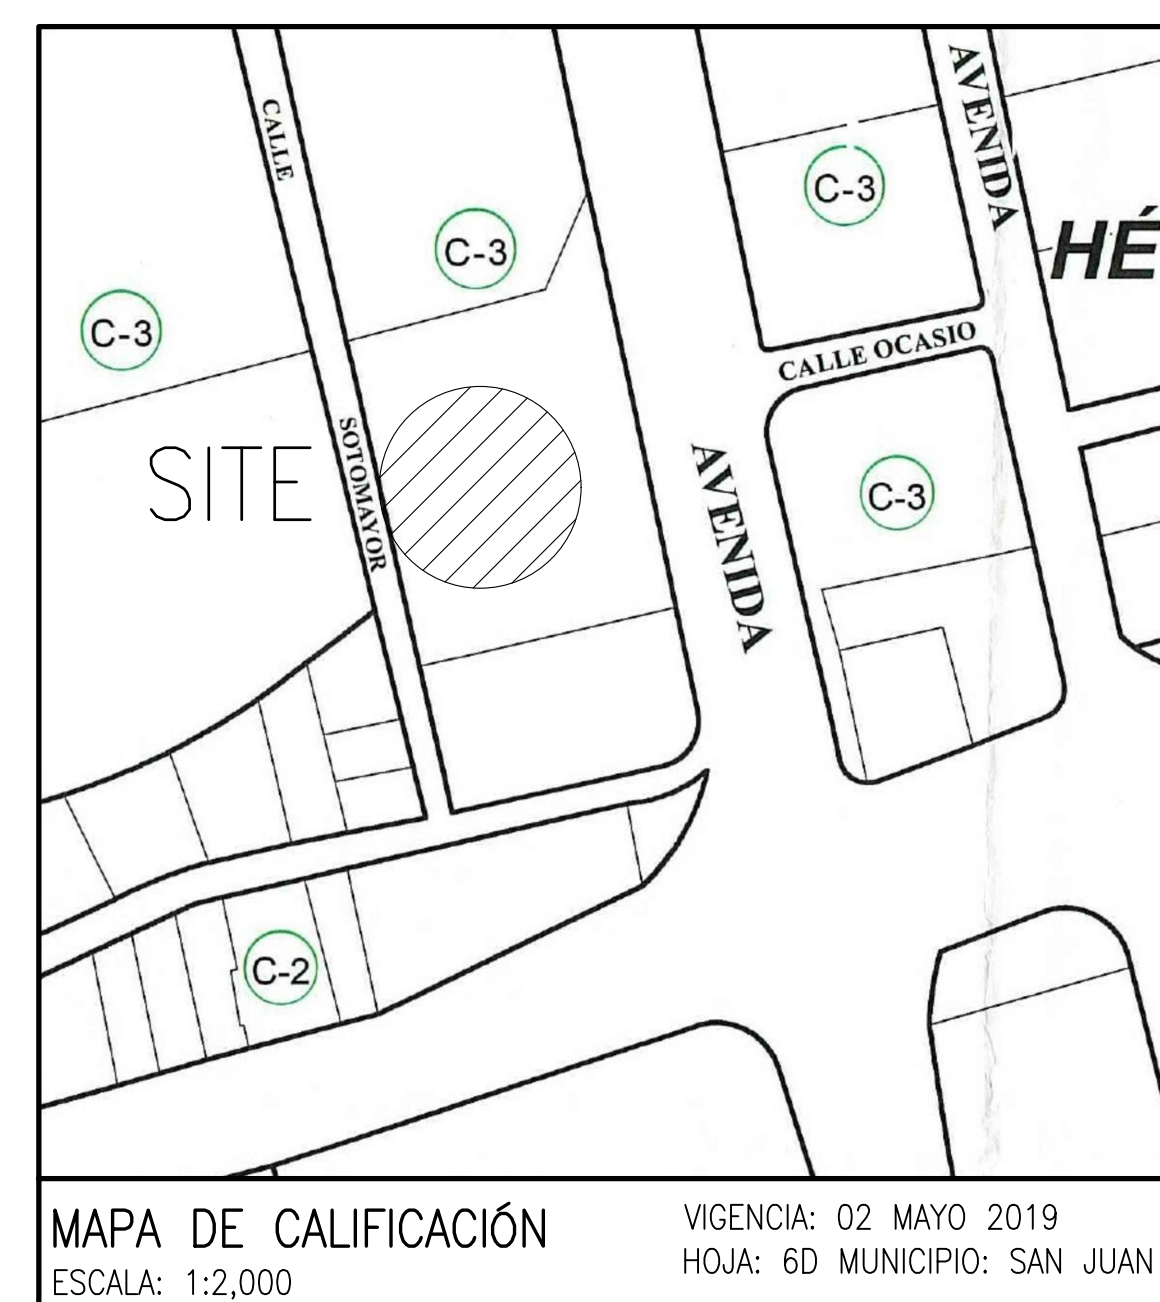 CALLE
AVENIDA
C-3
C-3
HÉ
C-3
CALLE OCASIO
SITE
SOTOMAYOR
AVENIDA
C-3
C-2
MAPA DE CALIFICACIÓN
ESCALA: 1:2,000
VIGENCIA: 02 MAYO 2019
HOJA: 6D MUNICIPIO: SAN JUAN